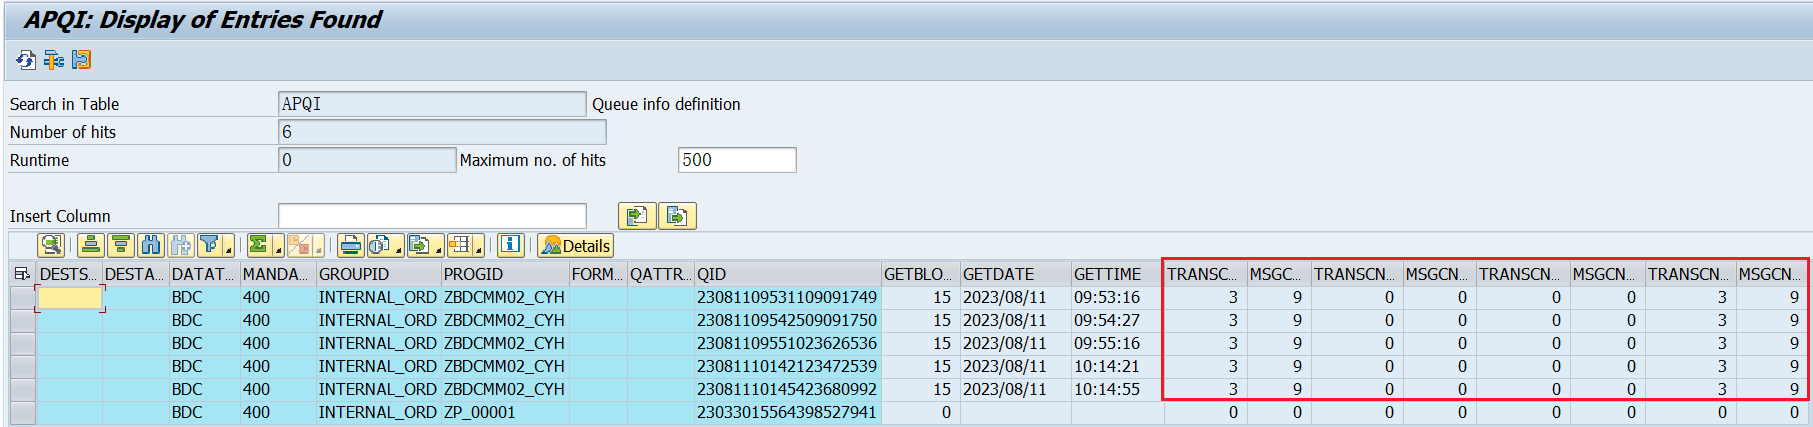 APQI: Display of Entries Found
Search in Table APQI Queue info definition
Number of hits 6
Runtime 0 Maximum no. of hits 500
Insert Column
Details
DESTS... DESTA... DATAT... MANDA... GROUPID PROGID FORM... QATTR... QID GETBLO... GETDATE GETTIME TRANSC... MSGC... TRANSCN... MSGCN... TRANSCN... MSGCN... TRANSCN... MSGCN...
BDC 400 INTERNAL_ORD ZBDCMM02_CYH 23081109531109091749 15 2023/08/11 09:53:16 3 9 0 0 0 0 3 9
BDC 400 INTERNAL_ORD ZBDCMM02_CYH 23081109542509091750 15 2023/08/11 09:54:27 3 9 0 0 0 0 3 9
BDC 400 INTERNAL_ORD ZBDCMM02_CYH 23081109551023626536 15 2023/08/11 09:55:16 3 9 0 0 0 0 3 9
BDC 400 INTERNAL_ORD ZBDCMM02_CYH 23081110142123472539 15 2023/08/11 10:14:21 3 9 0 0 0 0 3 9
BDC 400 INTERNAL_ORD ZBDCMM02_CYH 23081110145423680992 15 2023/08/11 10:14:55 3 9 0 0 0 0 3 9
BDC 400 INTERNAL_ORD ZP_00001 23033015564398527941 0 0 0 0 0 0 0 0 0